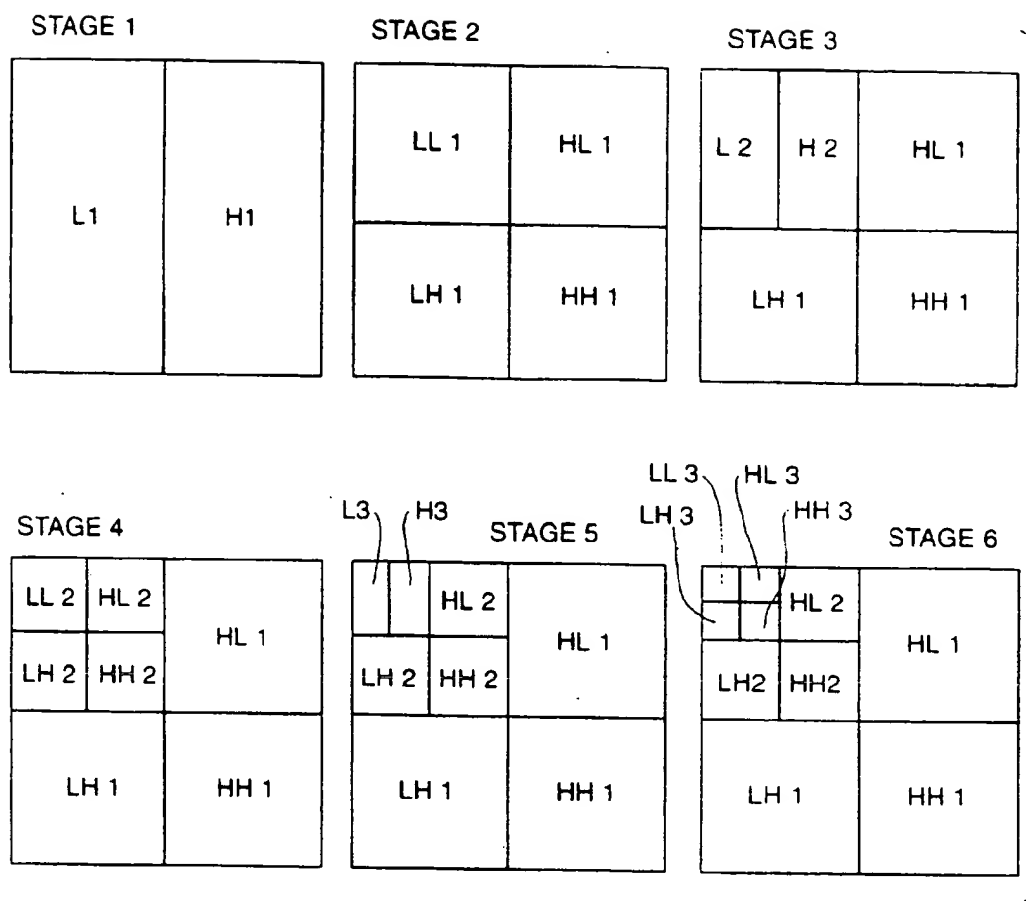 STAGE 1
L1 H1
STAGE 2
LL 1 HL 1
LH 1 HH 1
STAGE 3
L 2 H 2 HL 1
LH 1 HH 1
STAGE 4
LL 2 HL 2
HL 1
LH 2 HH 2
LH 1 HH 1
L3 H3
STAGE 5
HL 2
HL 1
LH 2 HH 2
LH 1 HH 1
LL 3 HL 3
LH 3 HH 3
STAGE 6
HL 2
HL 1
LH2 HH2
LH 1 HH 1